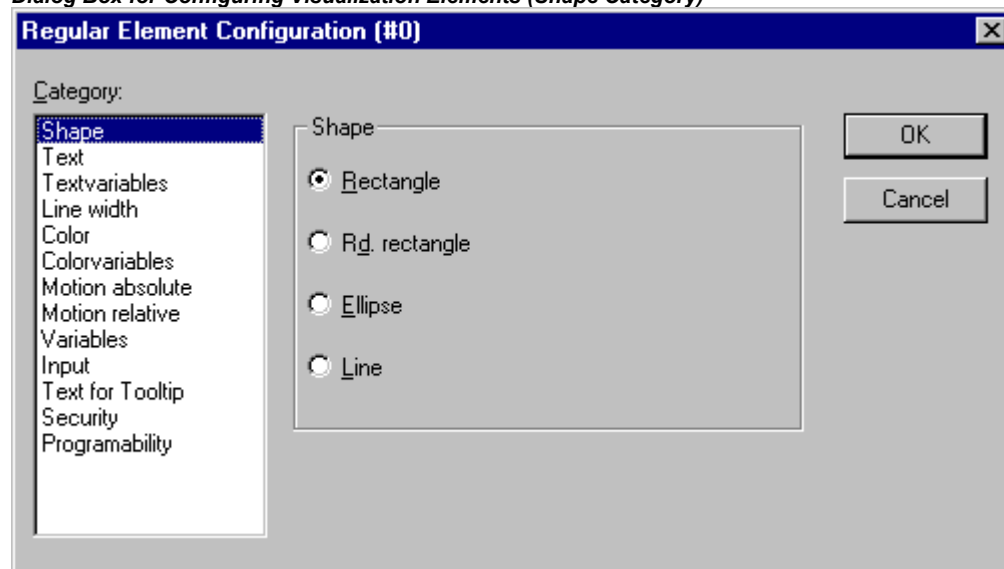 Dialog Box for Configuring Visualization Elements (Shape Category)
Regular Element Configuration (#0)
Category:
Shape
Text
Textvariables
Line width
Color
Colorvariables
Motion absolute
Motion relative
Variables
Input
Text for Tooltip
Security
Programability
Shape
Rectangle
Rd. rectangle
Ellipse
Line
OK
Cancel